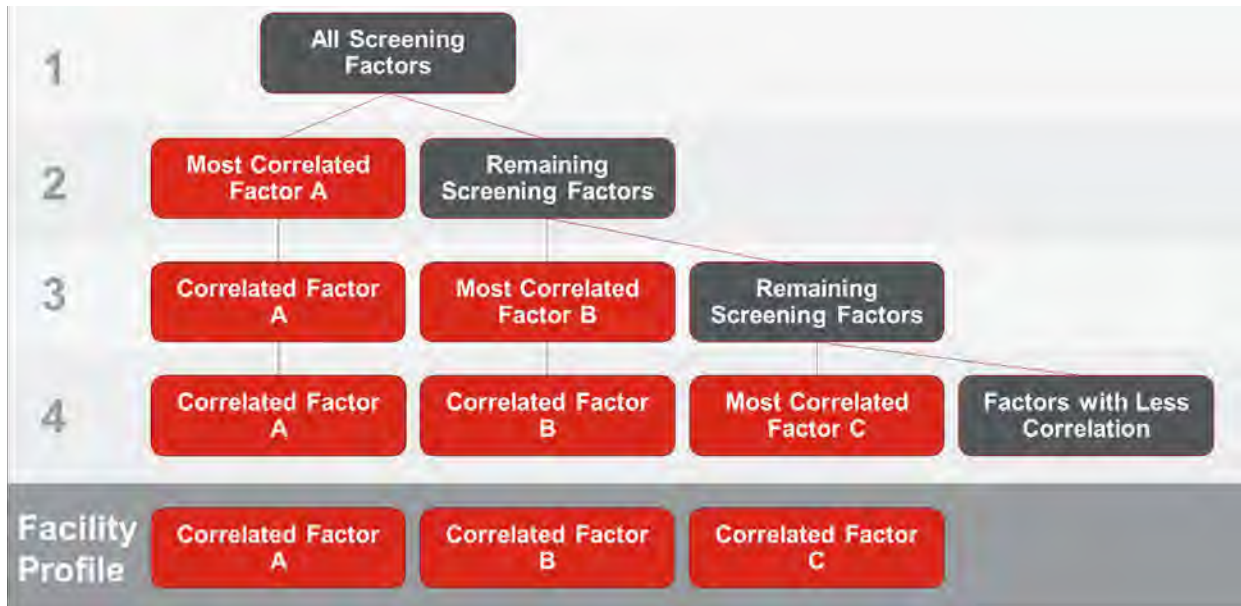 1
All Screening
Factors
2
Most Correlated
Factor A
Remaining
Screening Factors
3
Correlated Factor
A
Most Correlated
Factor B
Remaining
Screening Factors
4
Correlated Factor
A
Correlated Factor
B
Most Correlated
Factor C
Factors with Less
Correlation
Facility
Profile
Correlated Factor
A
Correlated Factor
B
Correlated Factor
C